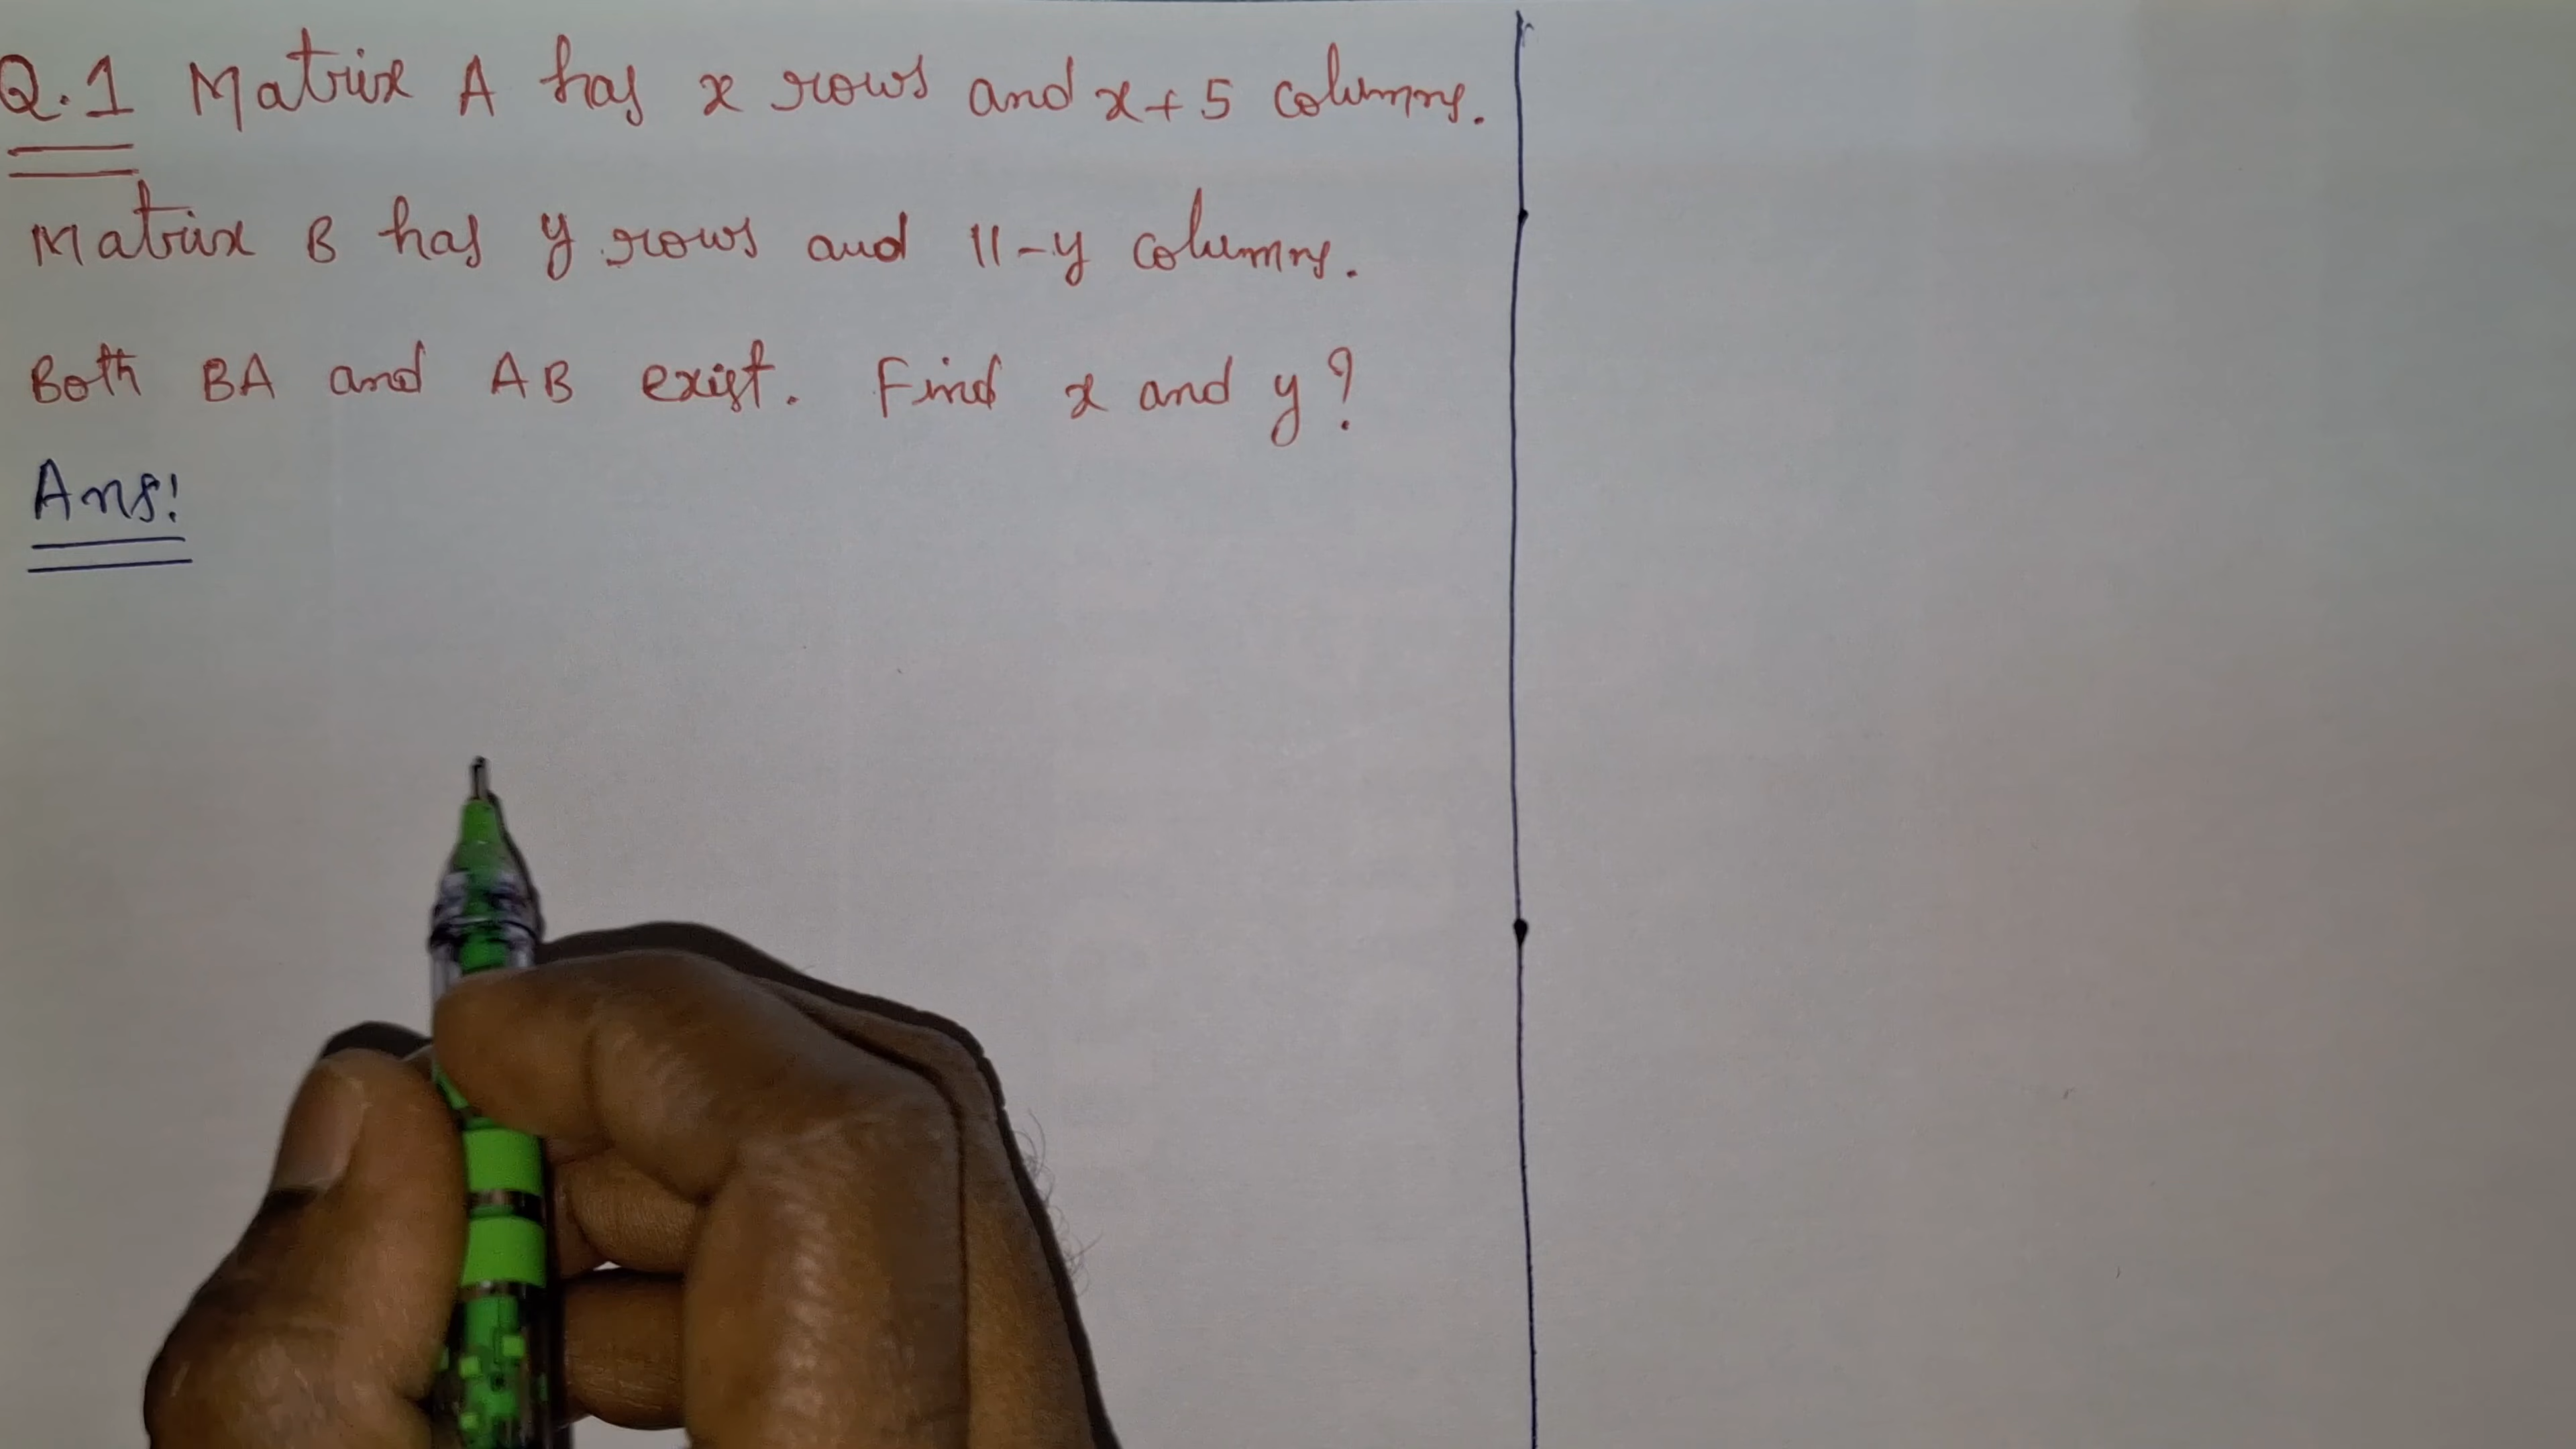 Q.1 Matrix A has x rows and x+5 columns.
Matrix B has y rows and 11-y columns.
Both BA and AB exist. Find x and y?
Ans: